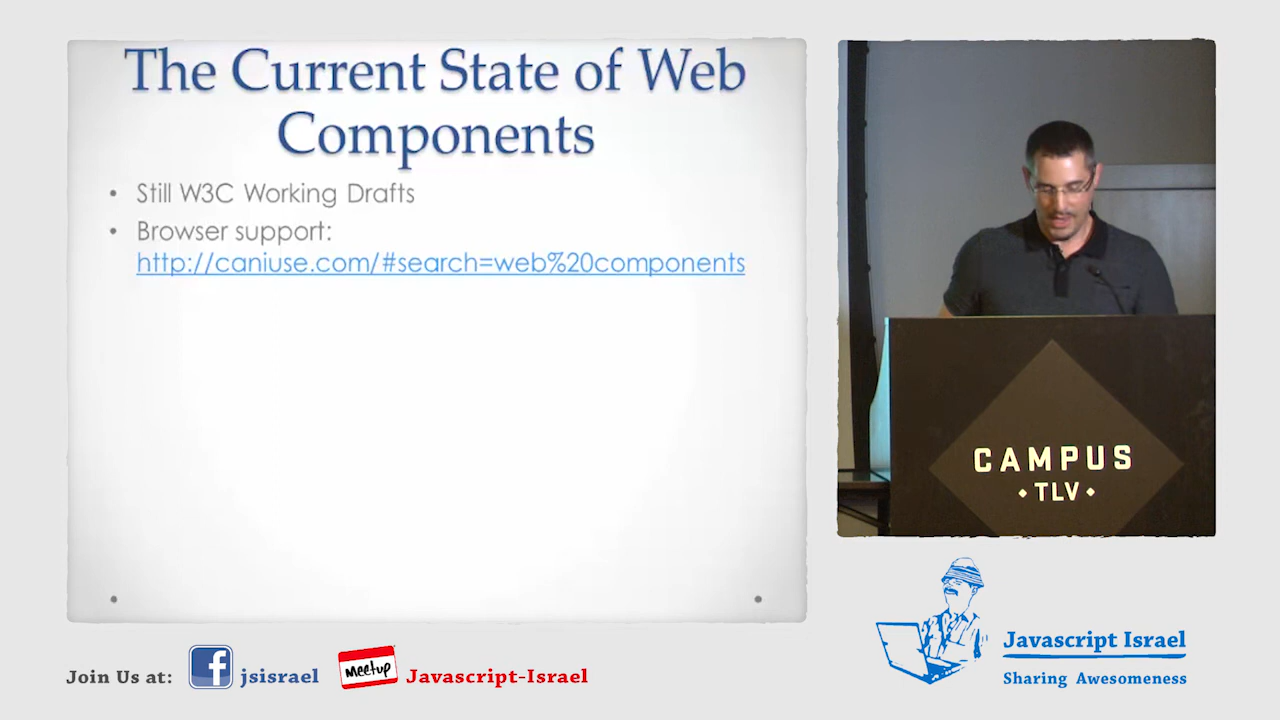 The Current State of Web
Components
• Still W3C Working Drafts
• Browser support:
http://caniuse.com/#search=web%20components
CAMPUS
• TLV •
Join Us at:
f
jsisrael
Meetup
Javascript-Israel
Javascript Israel
Sharing Awesomeness